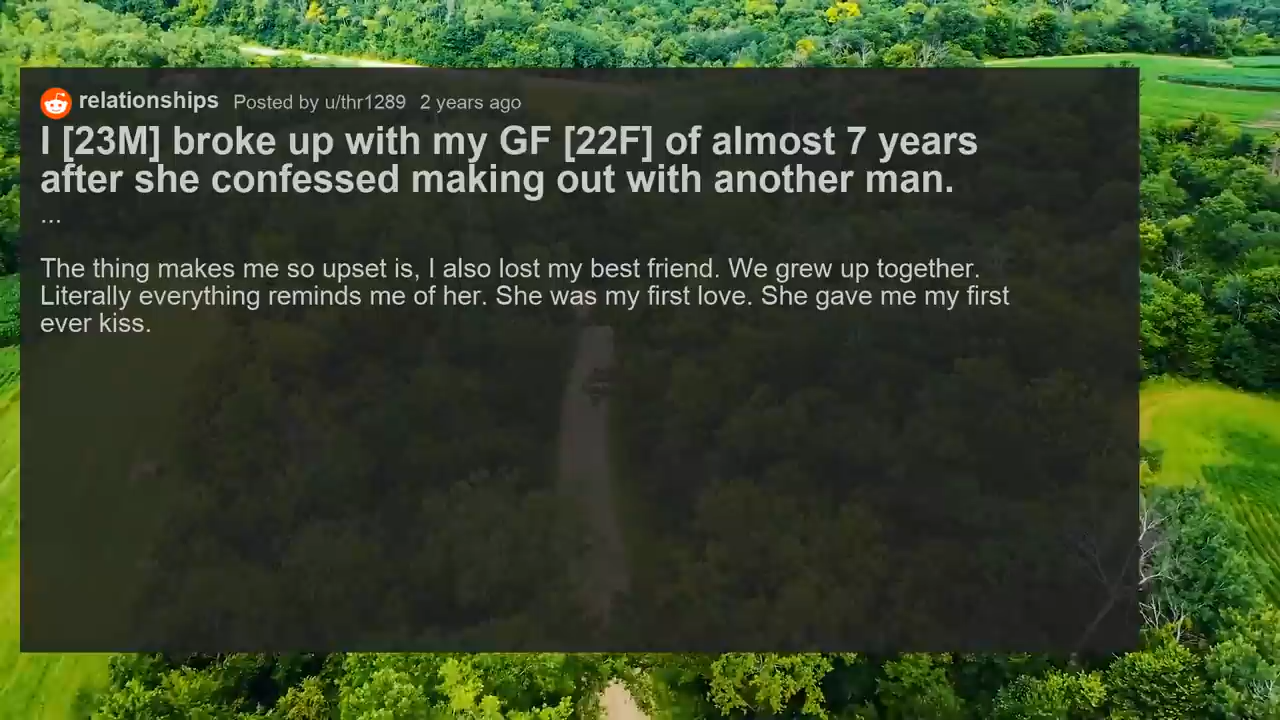 relationships Posted by u/thr1289 2 years ago
I [23M] broke up with my GF [22F] of almost 7 years
after she confessed making out with another man.
...
The thing makes me so upset is, I also lost my best friend. We grew up together.
Literally everything reminds me of her. She was my first love. She gave me my first
ever kiss.